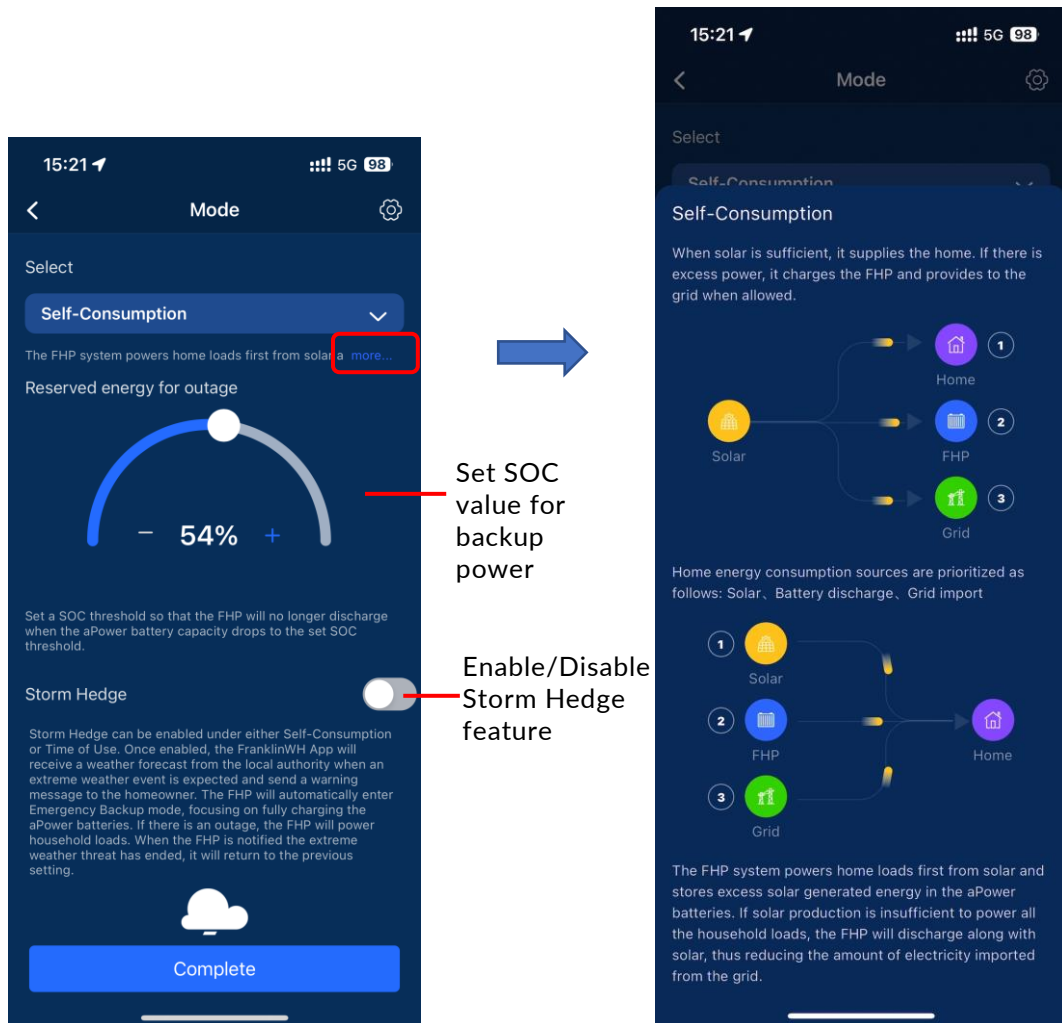 15:21
5G 98
Mode
Select
Self-Consumption
The FHP system powers home loads first from solar a more...
Reserved energy for outage
− 54% +
Set a SOC threshold so that the FHP will no longer discharge
when the aPower battery capacity drops to the set SOC
threshold.
Storm Hedge
Storm Hedge can be enabled under either Self-Consumption
or Time of Use. Once enabled, the FranklinWH App will
receive a weather forecast from the local authority when an
extreme weather event is expected and send a warning
message to the homeowner. The FHP will automatically enter
Emergency Backup mode, focusing on fully charging the
aPower batteries. If there is an outage, the FHP will power
household loads. When the FHP is notified the extreme
weather threat has ended, it will return to the previous
setting.
Complete
Set SOC
value for
backup
power
Enable/Disable
Storm Hedge
feature
15:21
5G 98
Mode
Select
Self-Consumption
Self-Consumption
When solar is sufficient, it supplies the home. If there is
excess power, it charges the FHP and provides to the
grid when allowed.
1
Home
Solar
2
FHP
3
Grid
Home energy consumption sources are prioritized as
follows: Solar、Battery discharge、Grid import
1
Solar
2
FHP
Home
3
Grid
The FHP system powers home loads first from solar and
stores excess solar generated energy in the aPower
batteries. If solar production is insufficient to power all
the household loads, the FHP will discharge along with
solar, thus reducing the amount of electricity imported
from the grid.